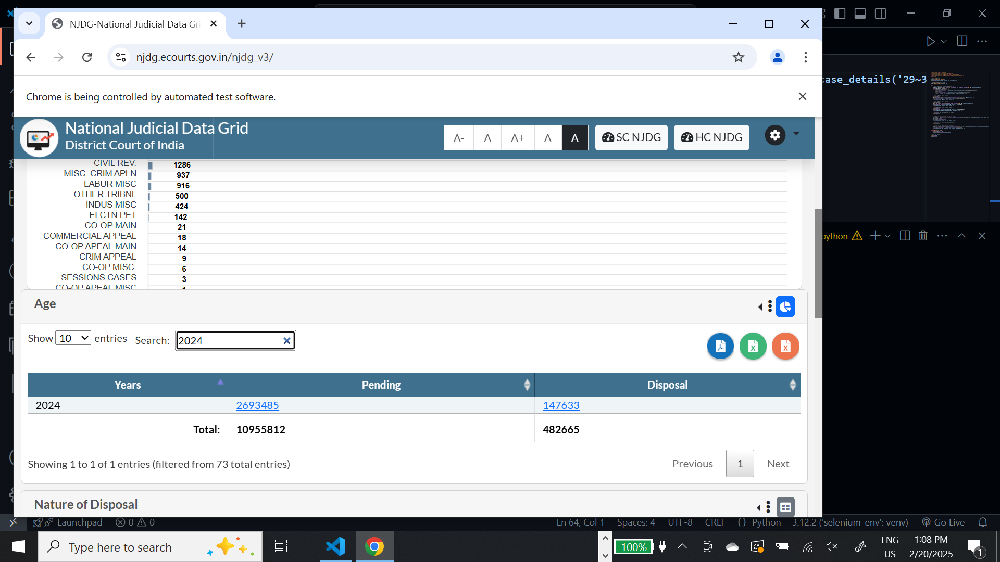 NJDG-National Judicial Data Gri
njdg.ecourts.gov.in/njdg_v3/
Chrome is being controlled by automated test software.
case_details('29~3
National Judicial Data Grid
District Court of India
A- A A+ A A SC NJDG HC NJDG
CIVIL REV. 1286
MISC. CRIM APLN 937
LABUR MISC 916
OTHER TRIBNL 500
INDUS MISC 424
ELCTN PET 142
CO-OP MAIN 21
COMMERCIAL APPEAL 18
CO-OP APEAL MAIN 14
CRIM APPEAL 9
CO-OP MISC. 6
SESSIONS CASES 3
CO-OP APEAL MISC 1
python
Age
Show 10 entries Search: 2024
Years Pending Disposal
2024 2693485 147633
Total: 10955812 482665
Showing 1 to 1 of 1 entries (filtered from 73 total entries)
Previous 1 Next
Nature of Disposal
Launchpad 0 0 Ln 64, Col 1 Spaces: 4 UTF-8 CRLF {} Python 3.12.2 ('selenium_env': venv) Go Live
Type here to search
100%
ENG
US
1:08 PM
2/20/2025
1